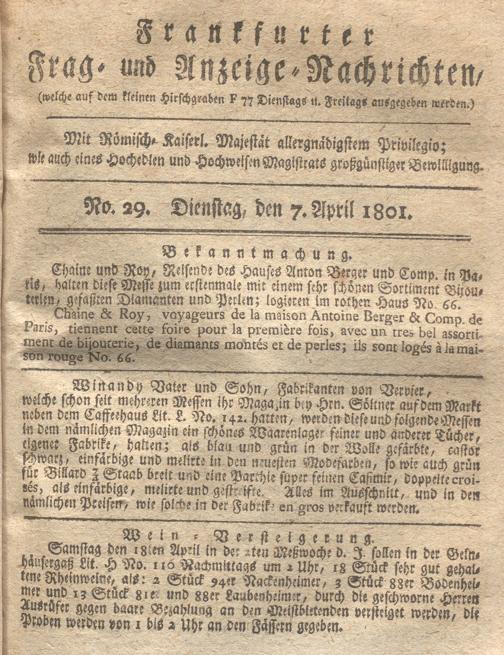 Frankfurter
Frag- und Anzeige-Nachrichten,
(welche auf dem kleinen Hirschgraben F 77 Dienstags u. Freitags ausgegeben werden.)
Mit Römisch-Kaiserl. Majestät allergnädigstem Privilegio;
wie auch eines Hochedlen und Hochweisen Magistrats großgünstiger Bewilligung.
No. 29. Dienstag, den 7. April 1801.
Bekanntmachung.
Chaine und Roy, Reisende des Hauses Anton Berger und Comp. in Pa-
ris, halten diese Messe zum erstenmale mit einem sehr schönen Sortiment Bijou-
terien, gefaßten Diamanten und Perlen; logieren im rothen Haus No. 66.
Chaine & Roy, voyageurs de la maison Antoine Berger & Comp. de
Paris, tiennent cette foire pour la première fois, avec un tres bel assorti-
ment de bijouterie, de diamants montés et de perles; ils sont logés à la mai-
son rouge No. 66.
Winandy Vater und Sohn, Fabrikanten von Vervier,
welche schon seit mehreren Messen ihr Magazin bey Hrn. Söltner auf dem Markt
neben dem Caffeehaus Lit. L. No. 142. hatten, werden diese und folgende Messen
in dem nämlichen Magazin ein schönes Waarenlager feiner und anderer Tücher,
eigener Fabrike, halten; als blau und grün in der Wolle gefärbte, castor
schwarz, einfärbige und melirte in den neuesten Modefarben, so wie auch grün
für Billard 7/4 Staab breit und eine Parthie super feinen Casimir, doppelte croi-
sés, als einfärbige, melirte und gestreifte. Alles im Ausschnitt, und in den
nämlichen Preisen, wie solche in der Fabrike en gros verkauft werden.
Wein-Versteigerung.
Samstag den 18ten April in der 2ten Meßwoche d. J. sollen in der Geln-
häusergaß Lit. H No. 116 Nachmittags um 2 Uhr, 18 Stück sehr gut gehal-
tene Rheinweine, als: 2 Stück 94er Nackenheimer, 3 Stück 88er Bodenhei-
mer und 13 Stück 81er und 88er Laubenheimer, durch die geschworne Herren
Ausrüfer gegen baare Bezahlung an den Meistbietenden versteiget werden, die
Proben werden von 1 bis 2 Uhr an den Fässern gegeben.